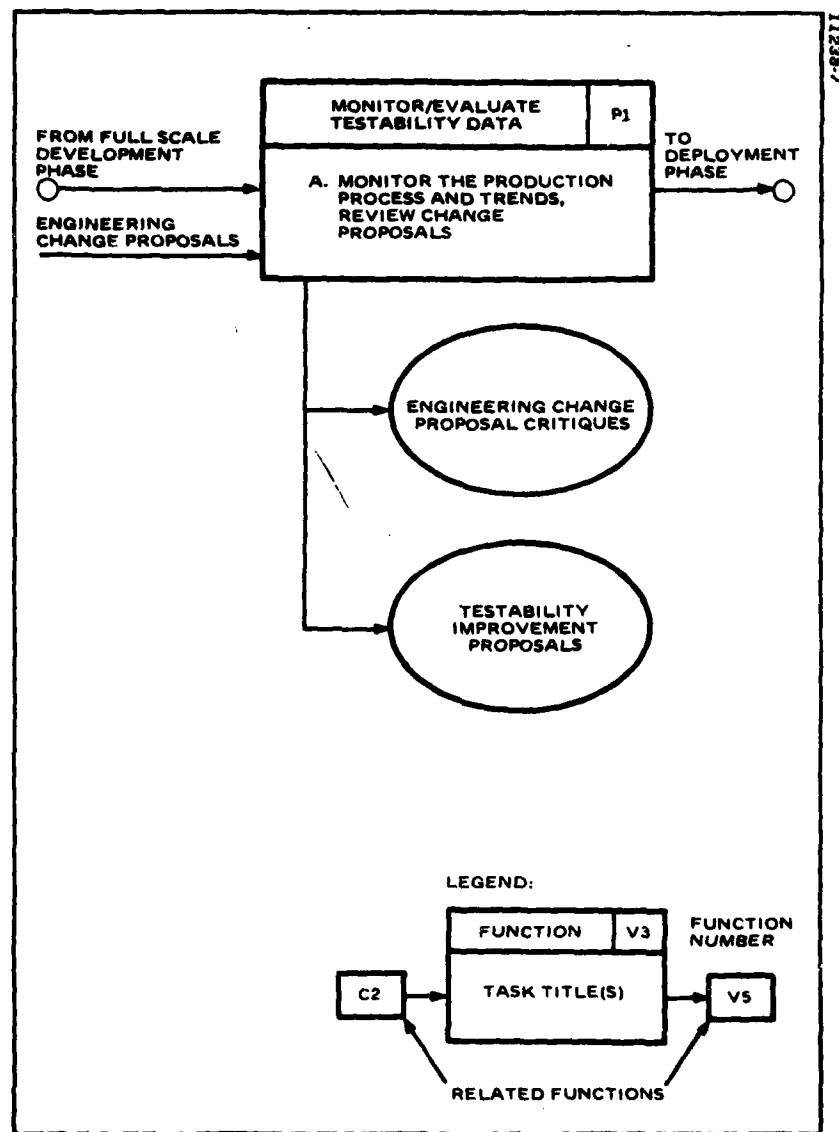 11238-7
MONITOR/EVALUATE
TESTABILITY DATA
P1
FROM FULL SCALE
DEVELOPMENT
PHASE
TO
DEPLOYMENT
PHASE
A. MONITOR THE PRODUCTION
PROCESS AND TRENDS,
REVIEW CHANGE
PROPOSALS
ENGINEERING
CHANGE PROPOSALS
ENGINEERING CHANGE
PROPOSAL CRITIQUES
TESTABILITY
IMPROVEMENT
PROPOSALS
LEGEND:
FUNCTION
V3
FUNCTION
NUMBER
C2
TASK TITLE(S)
V5
RELATED FUNCTIONS